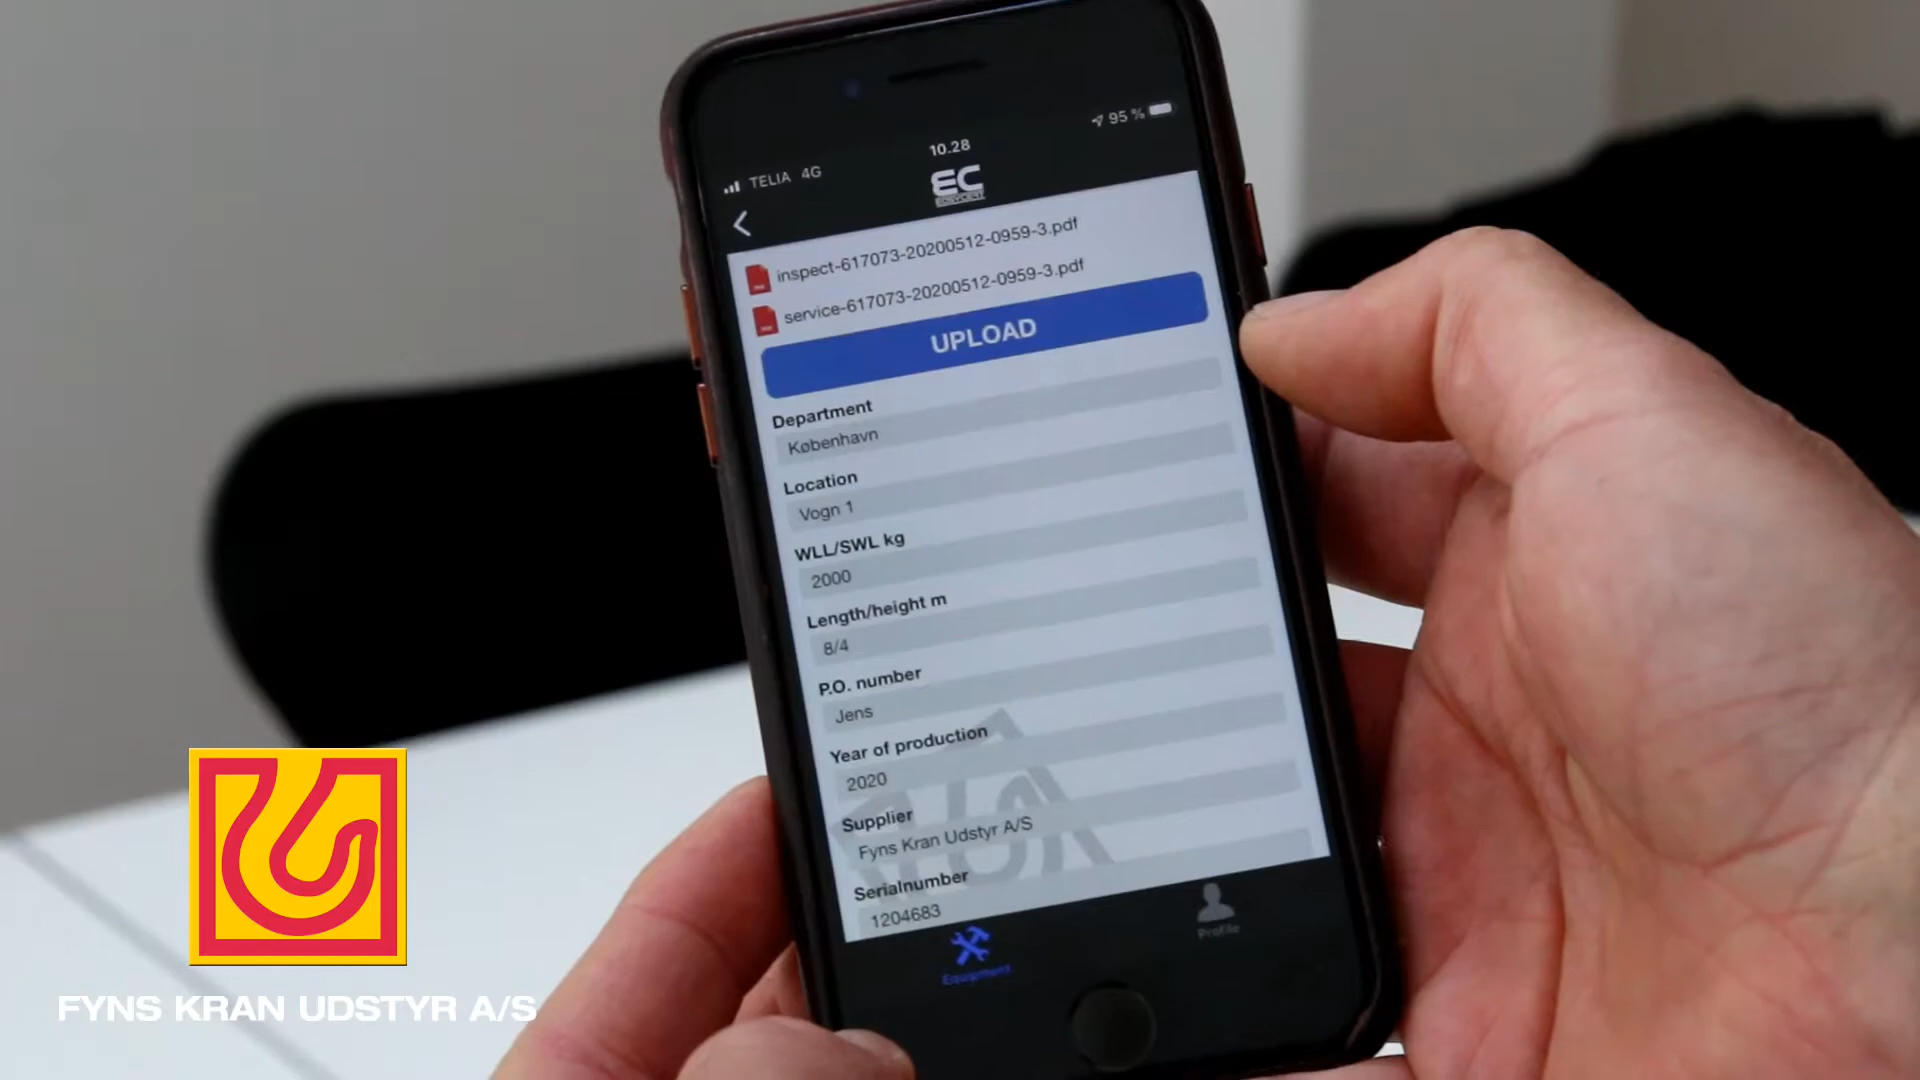 TELIA 4G
10.28
95 %
EC
EASYCERT
inspect-617073-20200512-0959-3.pdf
service-617073-20200512-0959-3.pdf
UPLOAD
Department
København
Location
Vogn 1
WLL/SWL kg
2000
Length/height m
8/4
P.O. number
Jens
Year of production
2020
Supplier
Fyns Kran Udstyr A/S
Serialnumber
1204683
Equipment
Profile
FYNS KRAN UDSTYR A/S